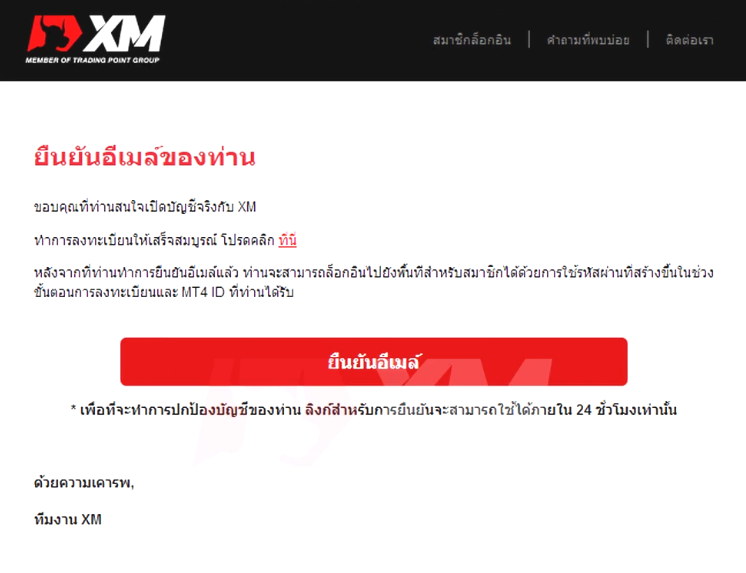 XM
MEMBER OF TRADING POINT GROUP
สมาชิกล็อกอิน | คำถามที่พบบ่อย | ติดต่อเรา
ยืนยันอีเมล์ของท่าน
ขอบคุณที่ท่านสนใจเปิดบัญชีจริงกับ XM
ทำการลงทะเบียนให้เสร็จสมบูรณ์ โปรดคลิก ที่นี่
หลังจากที่ท่านทำการยืนยันอีเมล์แล้ว ท่านจะสามารถล็อกอินไปยังพื้นที่สำหรับสมาชิกได้ด้วยการใช้รหัสผ่านที่สร้างขึ้นในช่วง
ขั้นตอนการลงทะเบียนและ MT4 ID ที่ท่านได้รับ
ยืนยันอีเมล์
* เพื่อที่จะทำการปกป้องบัญชีของท่าน ลิงก์สำหรับการยืนยันจะสามารถใช้ได้ภายใน 24 ชั่วโมงเท่านั้น
ด้วยความเคารพ,
ทีมงาน XM